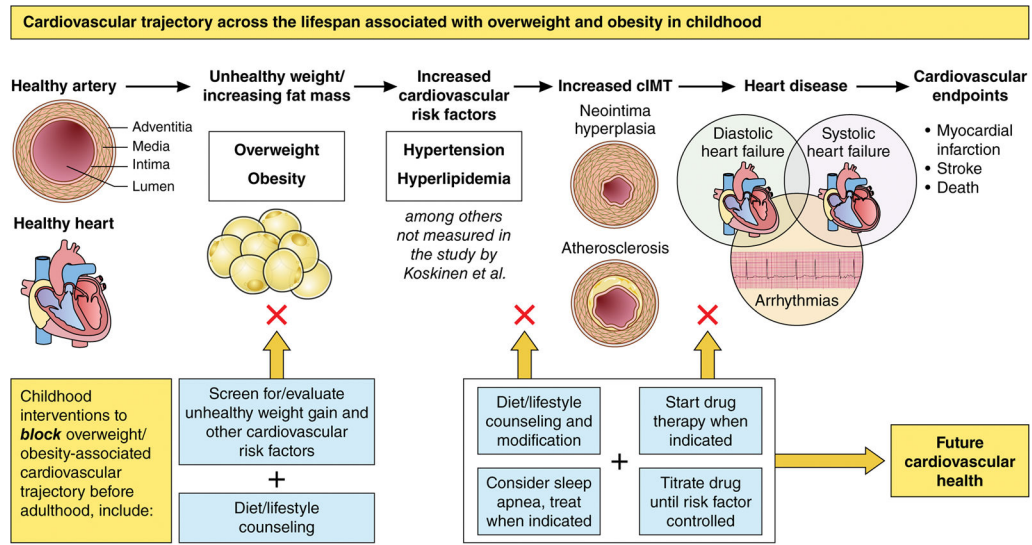 Cardiovascular trajectory across the lifespan associated with overweight and obesity in childhood
Healthy artery
Adventitia
Media
Intima
Lumen
Healthy heart
Unhealthy weight/
increasing fat mass
Overweight
Obesity
Increased
cardiovascular
risk factors
Hypertension
Hyperlipidemia
among others
not measured in
the study by
Koskinen et al.
Increased cIMT
Neointima
hyperplasia
Atherosclerosis
Heart disease
Diastolic
heart failure
Systolic
heart failure
Arrhythmias
Cardiovascular
endpoints
• Myocardial
infarction
• Stroke
• Death
Childhood
interventions to
block overweight/
obesity-associated
cardiovascular
trajectory before
adulthood, include:
Screen for/evaluate
unhealthy weight gain and
other cardiovascular
risk factors
+
Diet/lifestyle
counseling
Diet/lifestyle
counseling and
modification
Consider sleep
apnea, treat
when indicated
+
Start drug
therapy when
indicated
Titrate drug
until risk factor
controlled
Future
cardiovascular
health